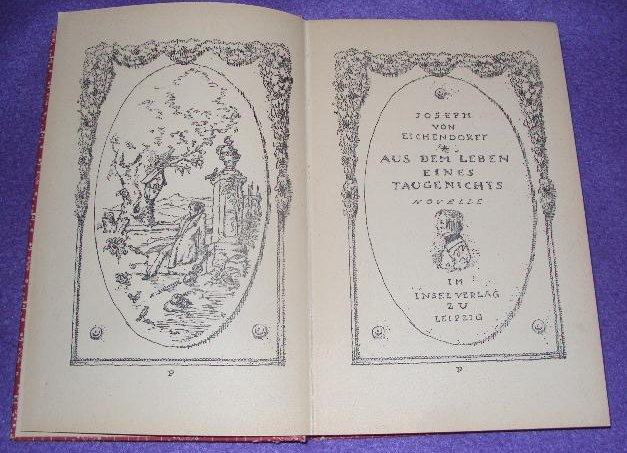 P
JOSEPH
VON
EICHENDORFF
AUS DEM LEBEN
EINES
TAUGENICHTS
NOVELLE
IM
INSEL VERLAG
ZU
LEIPZIG
P